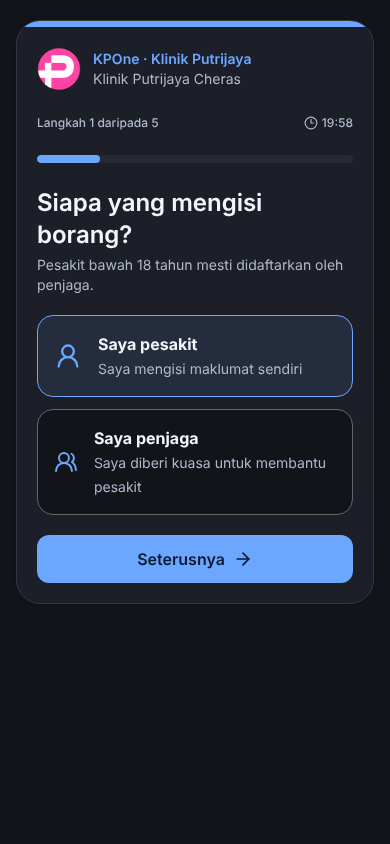 KPOne · Klinik Putrijaya
Klinik Putrijaya Cheras
Langkah 1 daripada 5
19:58
Siapa yang mengisi
borang?
Pesakit bawah 18 tahun mesti didaftarkan oleh
penjaga.
Saya pesakit
Saya mengisi maklumat sendiri
Saya penjaga
Saya diberi kuasa untuk membantu
pesakit
Seterusnya